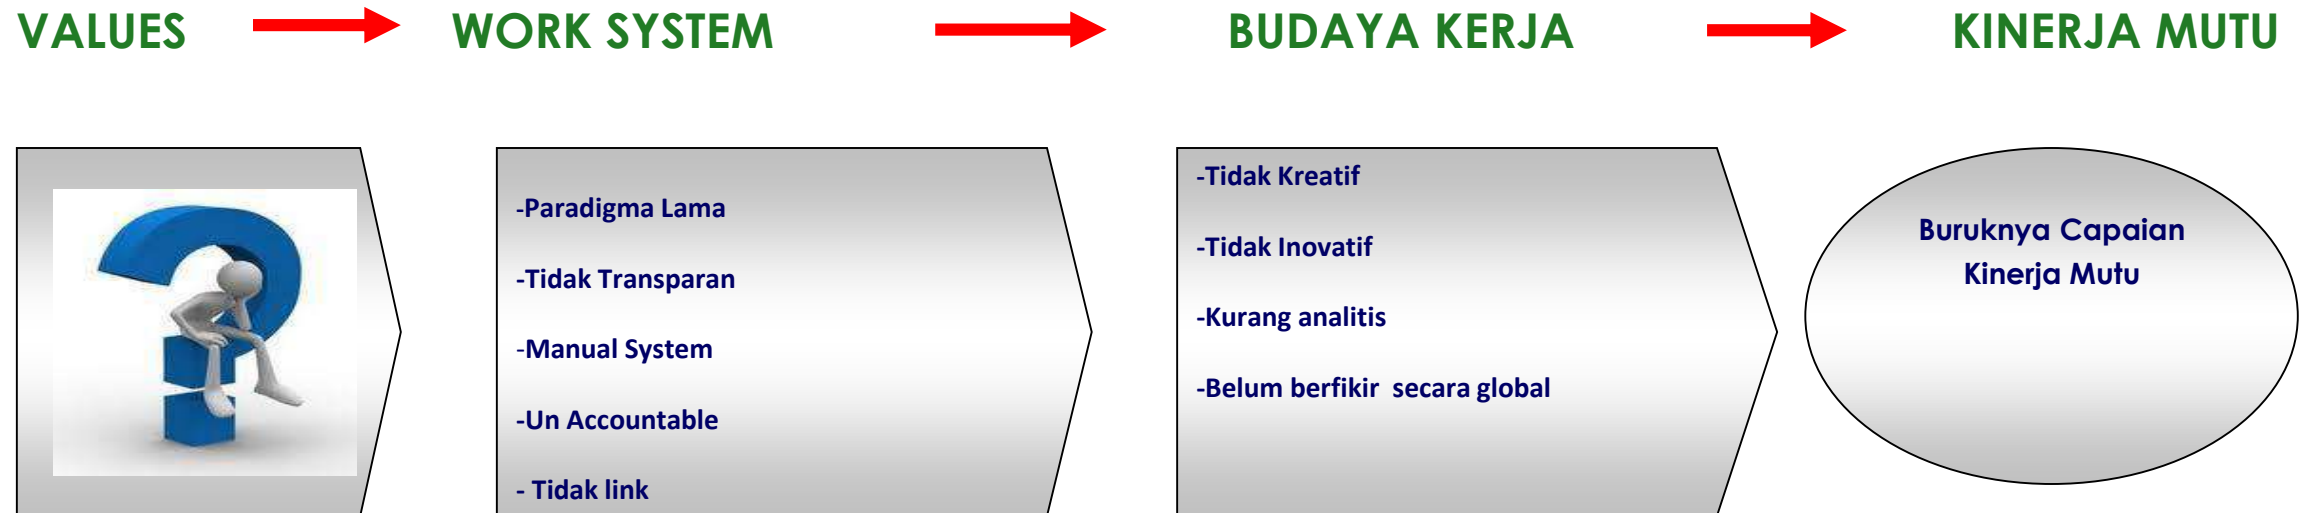 VALUES
WORK SYSTEM
BUDAYA KERJA
KINERJA MUTU
-Paradigma Lama
-Tidak Transparan
-Manual System
-Un Accountable
- Tidak link
-Tidak Kreatif
-Tidak Inovatif
-Kurang analitis
-Belum berfikir  secara global
Buruknya Capaian
Kinerja Mutu